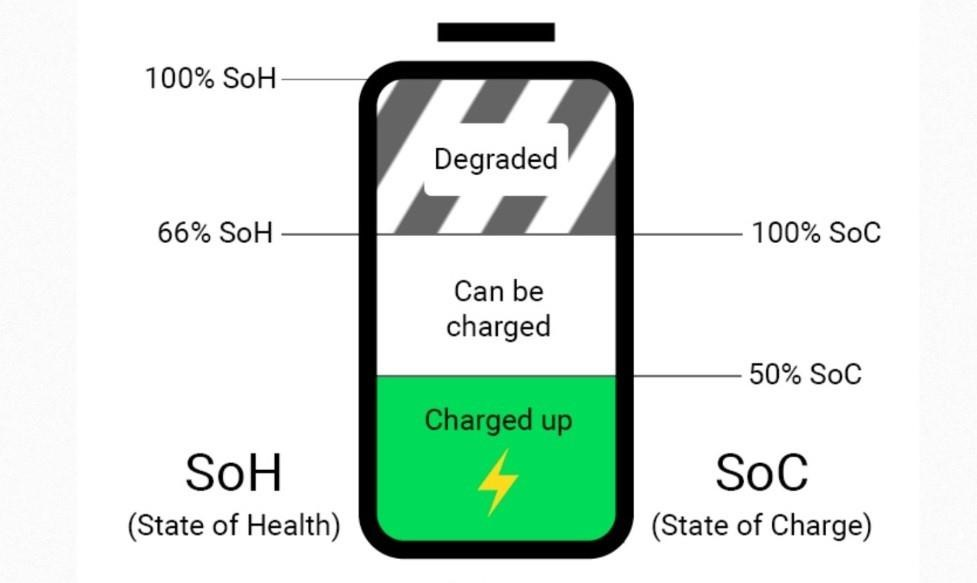 100% SoH
Degraded
66% SoH
100% SoC
Can be
charged
50% SoC
Charged up
SoH
(State of Health)
SoC
(State of Charge)